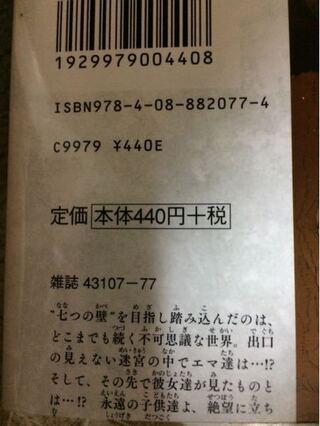 1929979004408
ISBN978-4-08-882077-4
C9979 ¥440E
定価 本体440円+税
雑誌 43107-77
“七つの壁”を目指し踏み込んだのは、
どこまでも続く不可思議な世界。出口
の見えない迷宮の中でエマ達は…!?
そして、その先で彼女達が見たものと
は…!? 永遠の子供達よ、絶望に立ち